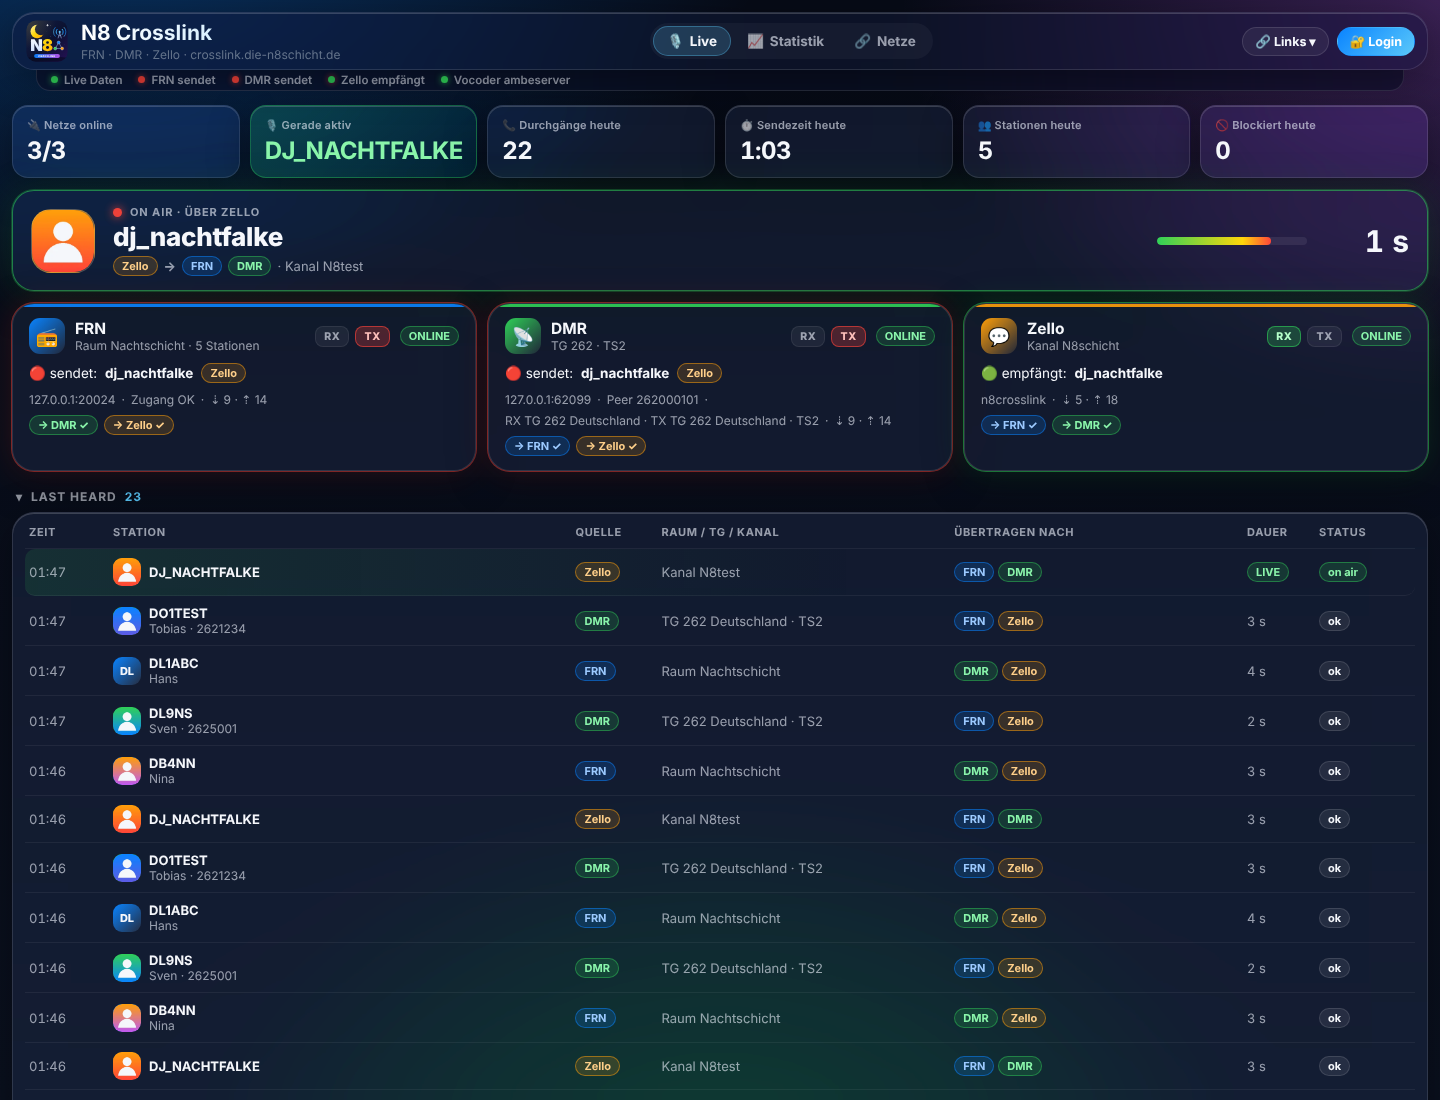 N8 Crosslink
FRN · DMR · Zello · crosslink.die-n8schicht.de
Live
Statistik
Netze
Links ▾
Login
Live Daten
FRN sendet
DMR sendet
Zello empfängt
Vocoder ambeserver
Netze online
3/3
Gerade aktiv
DJ_NACHTFALKE
Durchgänge heute
22
Sendezeit heute
1:03
Stationen heute
5
Blockiert heute
0
ON AIR · ÜBER ZELLO
dj_nachtfalke
Zello → FRN DMR · Kanal N8test
1 s
FRN
Raum Nachtschicht · 5 Stationen
RX TX ONLINE
sendet: dj_nachtfalke Zello
127.0.0.1:20024 · Zugang OK · ↓ 9 · ↑ 14
→ DMR ✓ → Zello ✓
DMR
TG 262 · TS2
RX TX ONLINE
sendet: dj_nachtfalke Zello
127.0.0.1:62099 · Peer 262000101 ·
RX TG 262 Deutschland · TX TG 262 Deutschland · TS2 · ↓ 9 · ↑ 14
→ FRN ✓ → Zello ✓
Zello
Kanal N8schicht
RX TX ONLINE
empfängt: dj_nachtfalke
n8crosslink · ↓ 5 · ↑ 18
→ FRN ✓ → DMR ✓
▼ LAST HEARD 23
ZEIT STATION QUELLE RAUM / TG / KANAL ÜBERTRAGEN NACH DAUER STATUS
01:47 DJ_NACHTFALKE Zello Kanal N8test FRN DMR LIVE on air
01:47 DO1TEST DMR TG 262 Deutschland · TS2 FRN Zello 3 s ok
Tobias · 2621234
01:47 DL DL1ABC FRN Raum Nachtschicht DMR Zello 4 s ok
Hans
01:47 DL9NS DMR TG 262 Deutschland · TS2 FRN Zello 2 s ok
Sven · 2625001
01:46 DB4NN FRN Raum Nachtschicht DMR Zello 3 s ok
Nina
01:46 DJ_NACHTFALKE Zello Kanal N8test FRN DMR 3 s ok
01:46 DO1TEST DMR TG 262 Deutschland · TS2 FRN Zello 3 s ok
Tobias · 2621234
01:46 DL DL1ABC FRN Raum Nachtschicht DMR Zello 4 s ok
Hans
01:46 DL9NS DMR TG 262 Deutschland · TS2 FRN Zello 2 s ok
Sven · 2625001
01:46 DB4NN FRN Raum Nachtschicht DMR Zello 3 s ok
Nina
01:46 DJ_NACHTFALKE Zello Kanal N8test FRN DMR 3 s ok